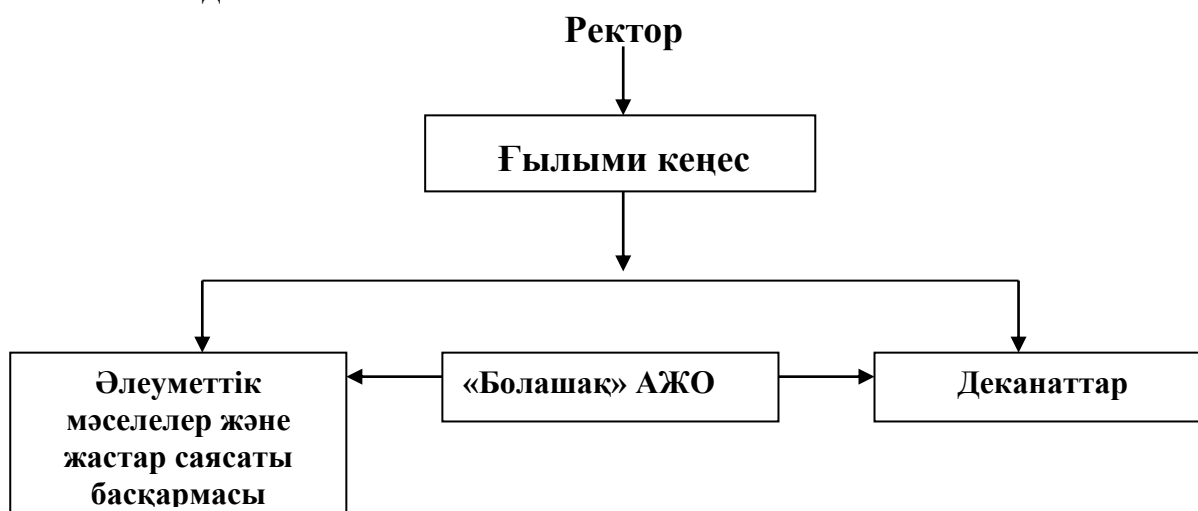 Ректор
Ғылыми кеңес
Әлеуметтік
мәселелер және
жастар саясаты
басқармасы
«Болашақ» АЖО
Деканаттар